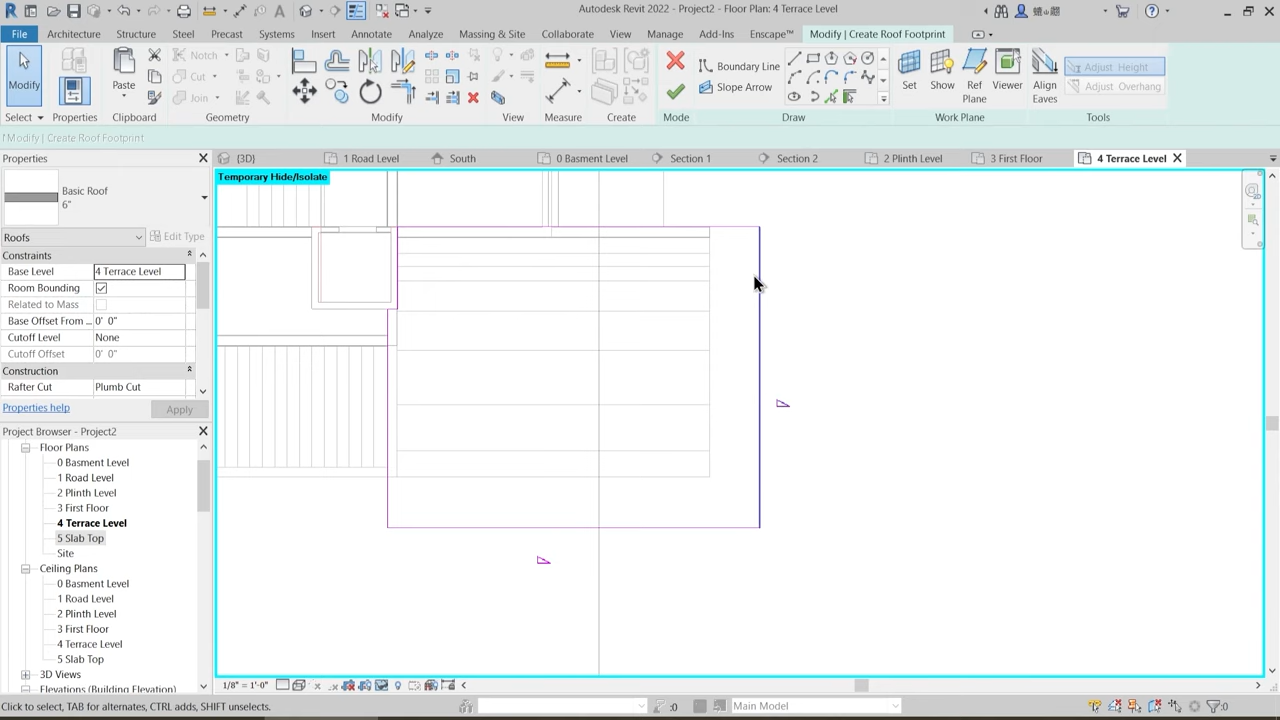 Autodesk Revit 2022 - Project2 - Floor Plan: 4 Terrace Level
File Architecture Structure Steel Precast Systems Insert Annotate Analyze Massing & Site Collaborate View Manage Add-Ins Enscape™ Modify | Create Roof Footprint
Modify
Paste
Notch
Cut
Join
Boundary Line
Slope Arrow
Set
Show
Ref
Plane
Viewer
Align
Eaves
Adjust Height
Adjust Overhang
Select
Properties
Clipboard
Geometry
Modify
View
Measure
Create
Mode
Draw
Work Plane
Tools
Modify | Create Roof Footprint
Properties
{3D}
1 Road Level
South
0 Basment Level
Section 1
Section 2
2 Plinth Level
3 First Floor
4 Terrace Level
Temporary Hide/Isolate
Basic Roof
6"
Roofs
Edit Type
Constraints
Base Level 4 Terrace Level
Room Bounding
Related to Mass
Base Offset From ... 0' 0"
Cutoff Level None
Cutoff Offset 0' 0"
Construction
Rafter Cut Plumb Cut
Properties help
Apply
Project Browser - Project2
Floor Plans
0 Basment Level
1 Road Level
2 Plinth Level
3 First Floor
4 Terrace Level
5 Slab Top
Site
Ceiling Plans
0 Basment Level
1 Road Level
2 Plinth Level
3 First Floor
4 Terrace Level
5 Slab Top
3D Views
Elevations (Building Elevation)
1/8" = 1'-0"
Click to select, TAB for alternates, CTRL adds, SHIFT unselects.
:0
Main Model
:0